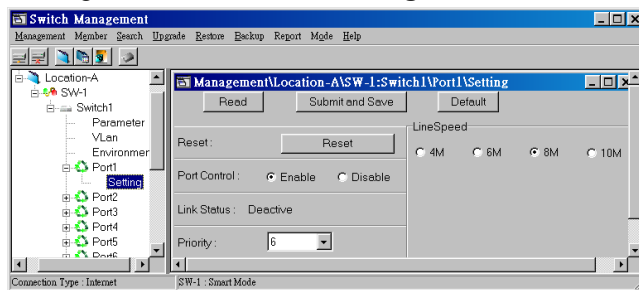 Switch Management
Management Member Search Upgrade Restore Backup Report Mode Help
Location-A
SW-1
Switch1
Parameter
VLan
Environmer
Port1
Setting
Port2
Port3
Port4
Port5
Port6
Management\Location-A\SW-1:Switch1\Port1\Setting
Read Submit and Save Default
Reset : Reset
Port Control : Enable Disable
Link Status : Deactive
Priority : 6
LineSpeed
4M 6M 8M 10M
Connection Type : Internet SW-1 : Smart Mode